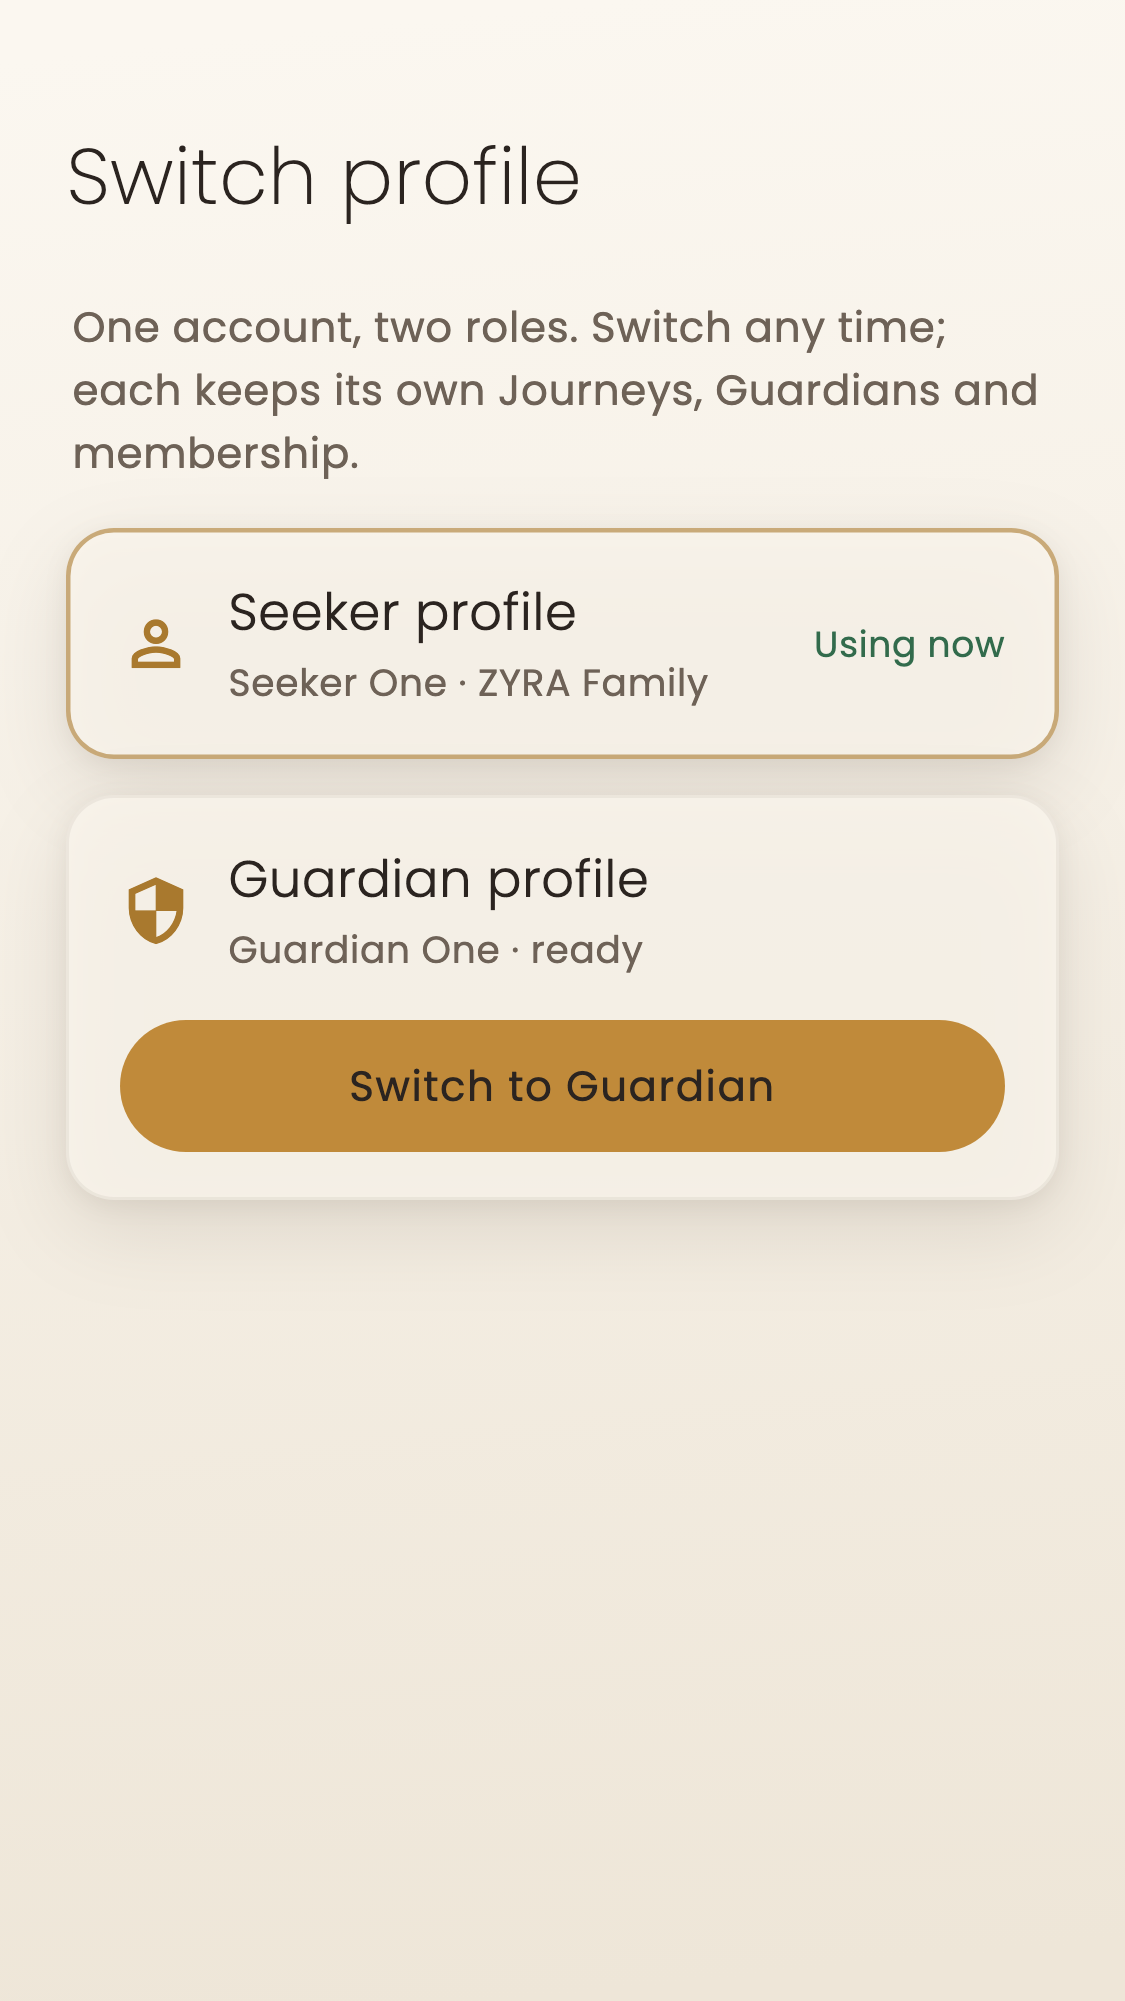 Switch profile
One account, two roles. Switch any time;
each keeps its own Journeys, Guardians and
membership.
Seeker profile
Seeker One · ZYRA Family
Using now
Guardian profile
Guardian One · ready
Switch to Guardian